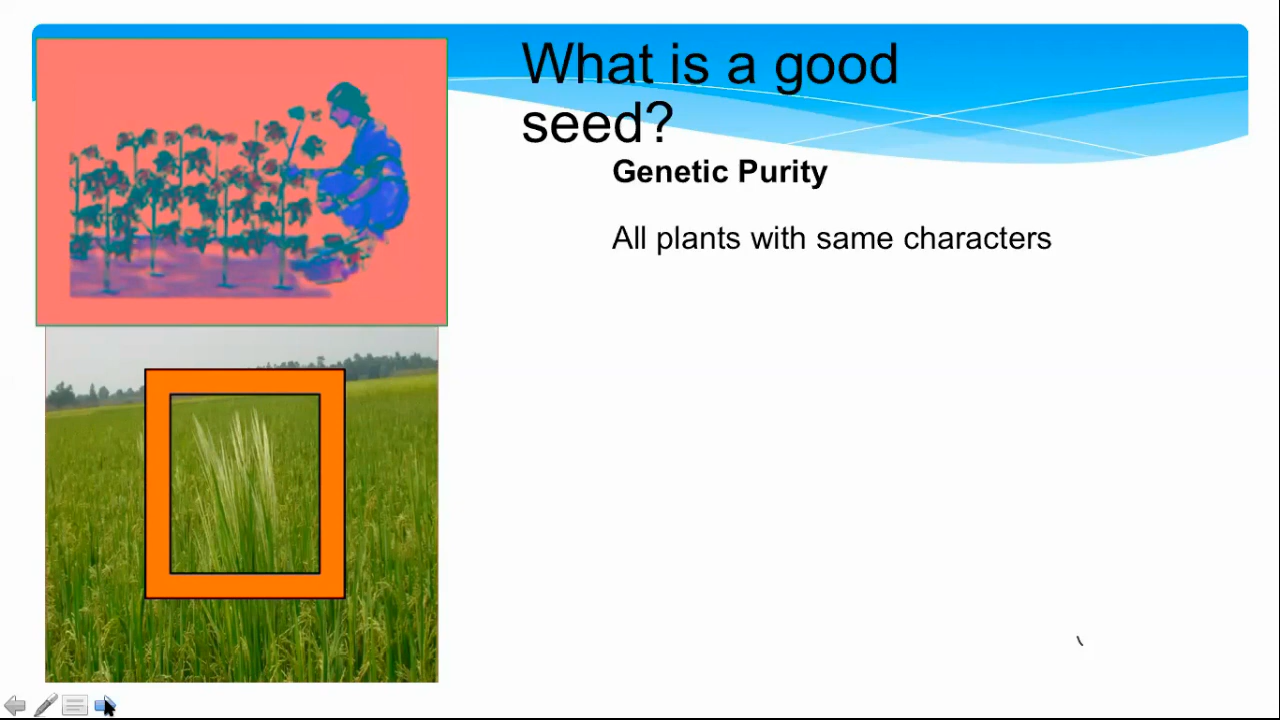 What is a good
seed?
Genetic Purity
All plants with same characters